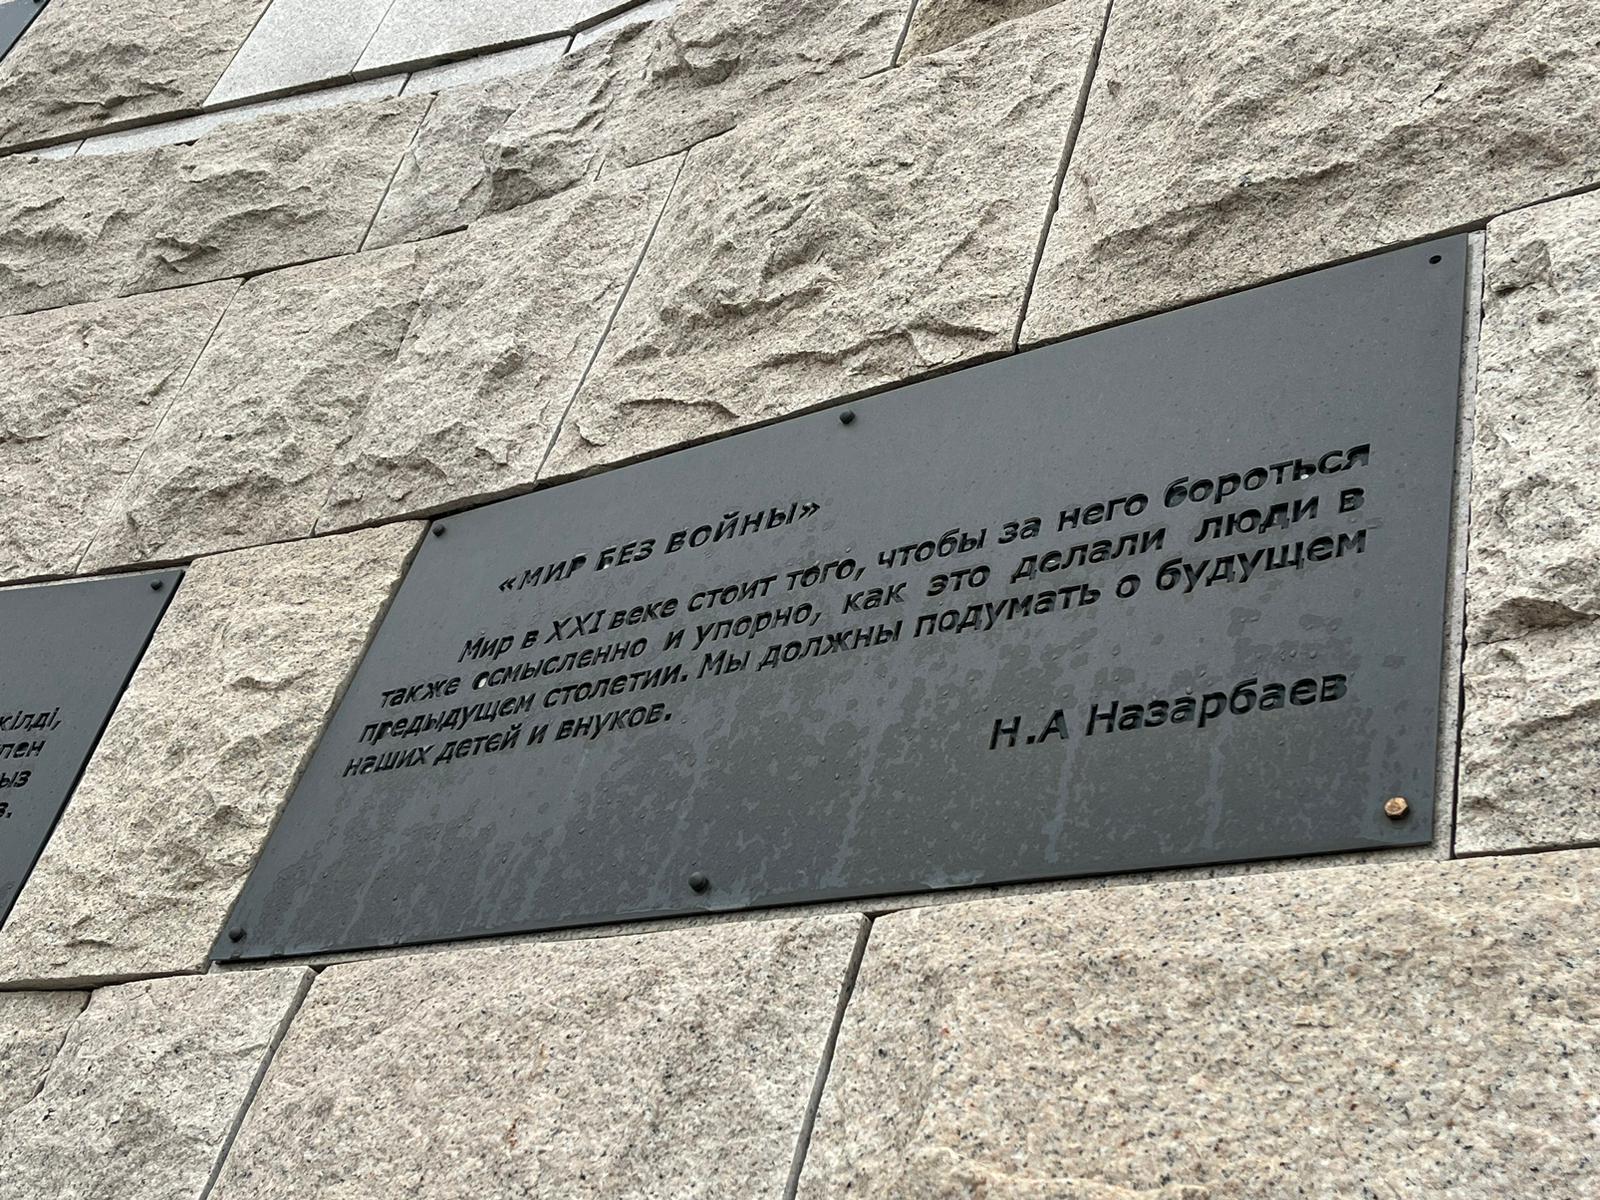 «МИР БЕЗ ВОЙНЫ»
Мир в XXI веке стоит того, чтобы за него бороться
также осмысленно и упорно, как это делали люди в
предыдущем столетии. Мы должны подумать о будущем
наших детей и внуков.
Н.А Назарбаев